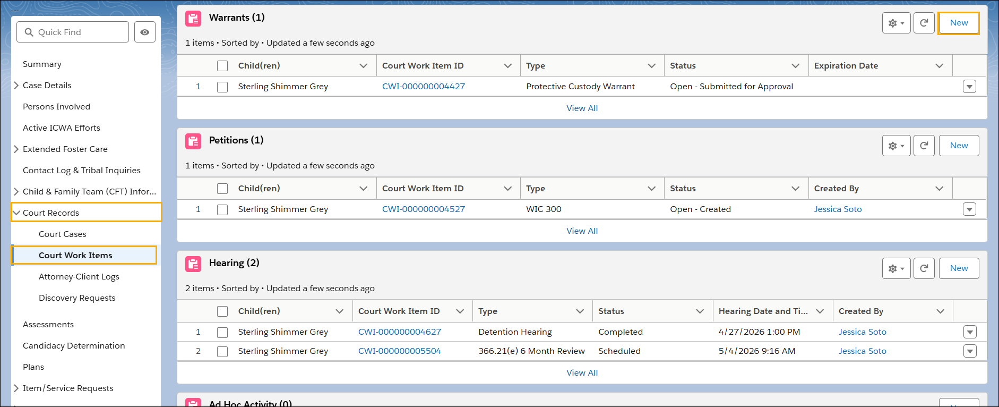 ---
Quick Find
Summary
Case Details
Persons Involved
Active ICWA Efforts
Extended Foster Care
Contact Log & Tribal Inquiries
Child & Family Team (CFT) Infor...
Court Records
Court Cases
Court Work Items
Attorney-Client Logs
Discovery Requests
Assessments
Candidacy Determination
Plans
Item/Service Requests
Warrants (1)
New
1 items • Sorted by • Updated a few seconds ago
Child(ren) Court Work Item ID Type Status Expiration Date
1 Sterling Shimmer Grey CWI-000000004427 Protective Custody Warrant Open - Submitted for Approval
View All
Petitions (1)
New
1 items • Sorted by • Updated a few seconds ago
Child(ren) Court Work Item ID Type Status Created By
1 Sterling Shimmer Grey CWI-000000004527 WIC 300 Open - Created Jessica Soto
View All
Hearing (2)
New
2 items • Sorted by • Updated a few seconds ago
Child(ren) Court Work Item ID Type Status Hearing Date and Ti... Created By
1 Sterling Shimmer Grey CWI-000000004627 Detention Hearing Completed 4/27/2026 1:00 PM Jessica Soto
2 Sterling Shimmer Grey CWI-000000005504 366.21(e) 6 Month Review Scheduled 5/4/2026 9:16 AM Jessica Soto
View All
Ad Hoc Activity (0)
New